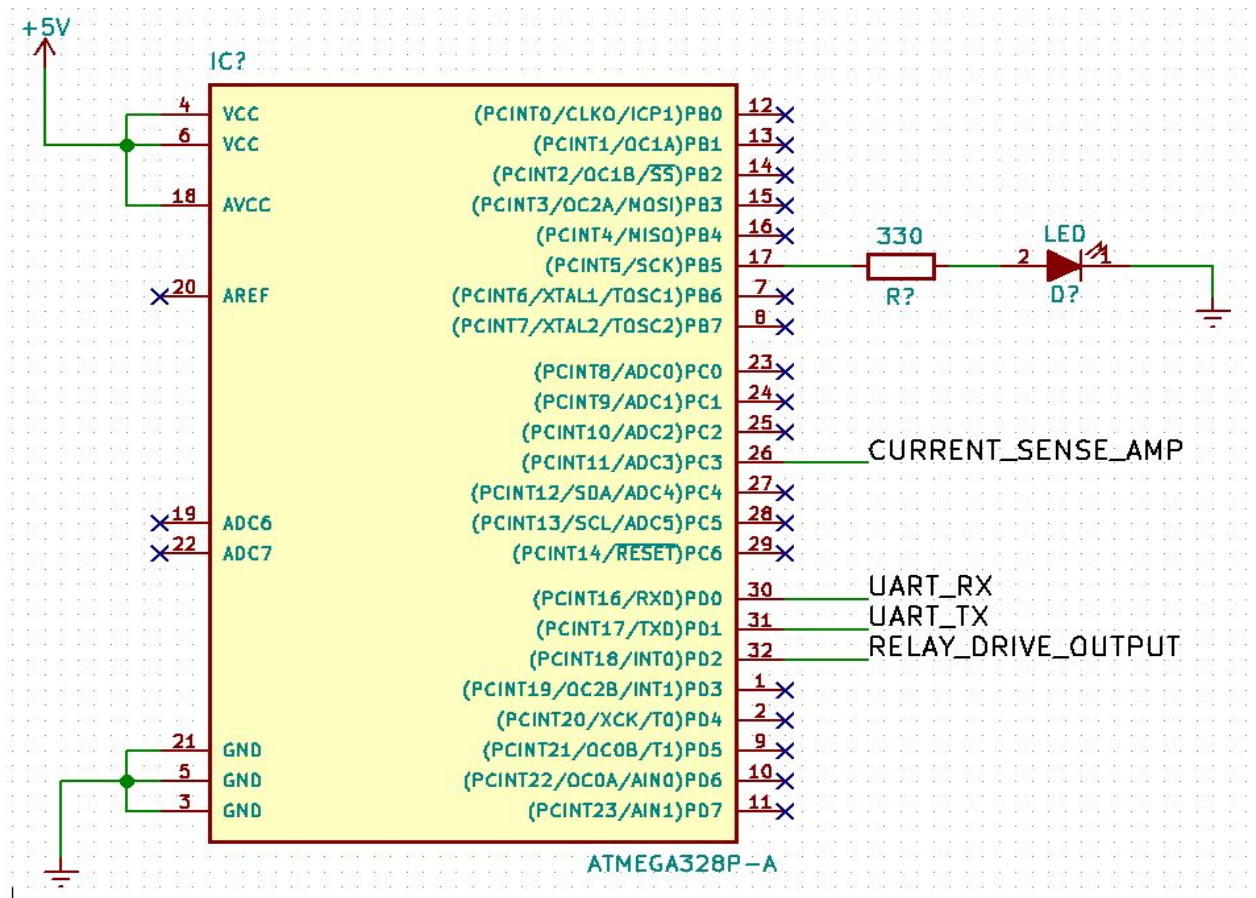 +5V
IC?
4 VCC (PCINT0/CLKO/ICP1)PB0 12
6 VCC (PCINT1/OC1A)PB1 13
(PCINT2/OC1B/SS)PB2 14
18 AVCC (PCINT3/OC2A/MOSI)PB3 15
(PCINT4/MISO)PB4 16
330 LED
(PCINT5/SCK)PB5 17 2 1
R? D?
20 AREF (PCINT6/XTAL1/TOSC1)PB6 7
(PCINT7/XTAL2/TOSC2)PB7 8
(PCINT8/ADC0)PC0 23
(PCINT9/ADC1)PC1 24
(PCINT10/ADC2)PC2 25
(PCINT11/ADC3)PC3 26 CURRENT_SENSE_AMP
(PCINT12/SDA/ADC4)PC4 27
19 ADC6 (PCINT13/SCL/ADC5)PC5 28
22 ADC7 (PCINT14/RESET)PC6 29
(PCINT16/RXD)PD0 30 UART_RX
(PCINT17/TXD)PD1 31 UART_TX
(PCINT18/INT0)PD2 32 RELAY_DRIVE_OUTPUT
(PCINT19/OC2B/INT1)PD3 1
(PCINT20/XCK/T0)PD4 2
21 GND (PCINT21/OC0B/T1)PD5 9
5 GND (PCINT22/OC0A/AIN0)PD6 10
3 GND (PCINT23/AIN1)PD7 11
ATMEGA328P-A